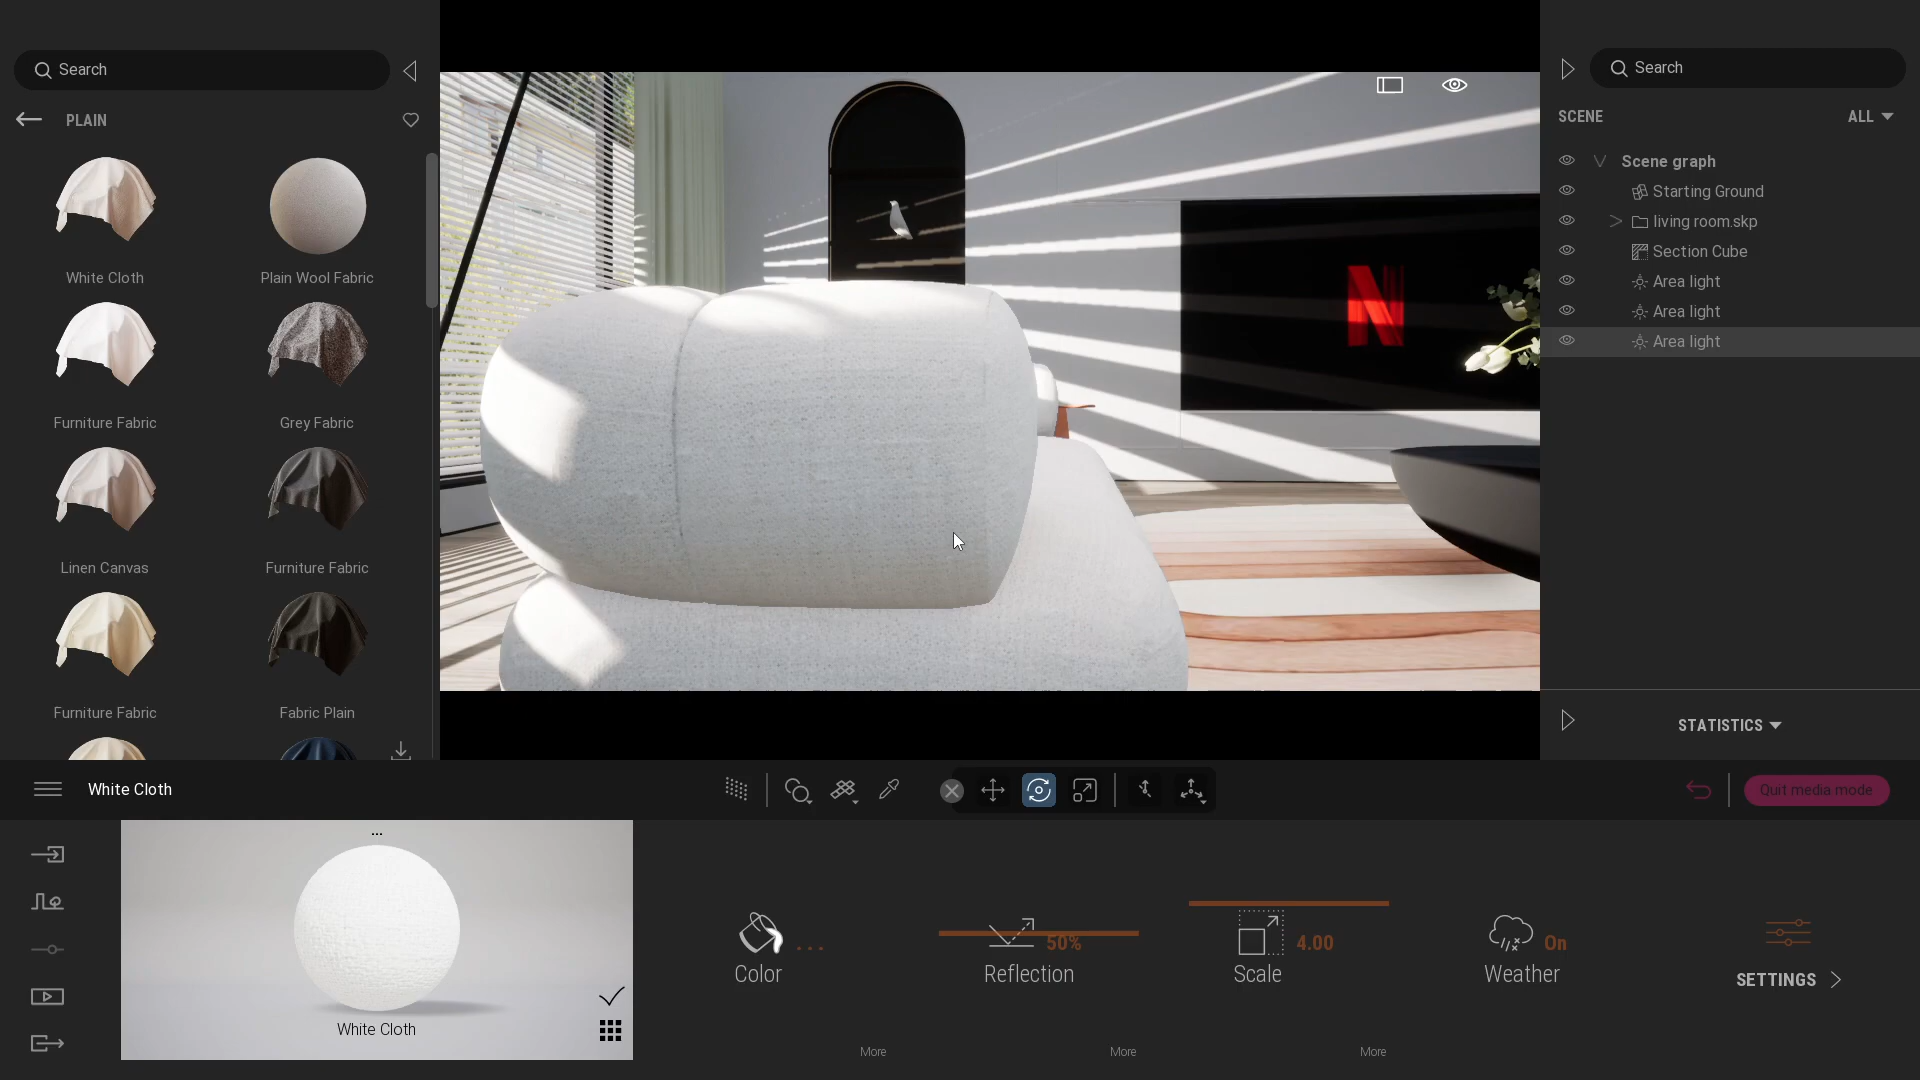 Search
PLAIN
White Cloth
Plain Wool Fabric
Furniture Fabric
Grey Fabric
Linen Canvas
Furniture Fabric
Furniture Fabric
Fabric Plain
N
Search
SCENE
ALL
Scene graph
Starting Ground
living room.skp
Section Cube
Area light
Area light
Area light
STATISTICS
White Cloth
Quit media mode
...
White Cloth
Color
...
50%
Reflection
4.00
Scale
On
Weather
SETTINGS
More
More
More